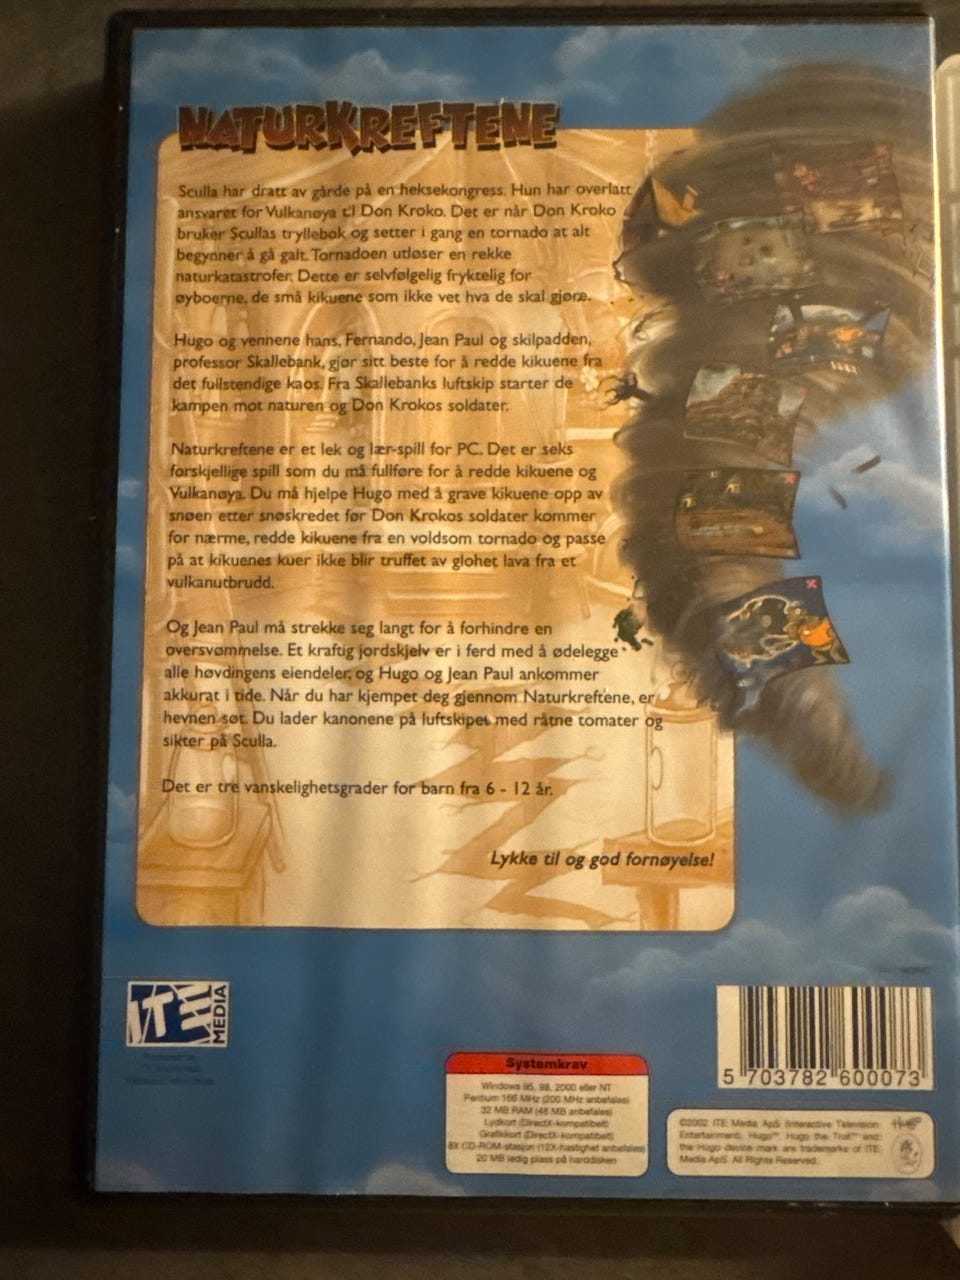 NATURKREFTENE
Sculla har dratt av gårde på en heksekongress. Hun har overlatt
ansvaret for Vulkanøya til Don Kroko. Det er når Don Kroko
bruker Scullas tryllebok og setter i gang en tornado at alt
begynner å gå galt. Tornadoen utløser en rekke
naturkatastrofer. Dette er selvfølgelig fryktelig for
øyboerne, de små kikuene som ikke vet hva de skal gjøre.
Hugo og vennene hans, Fernando, Jean Paul og skilpadden,
professor Skallebank, gjør sitt beste for å redde kikuene fra
det fullstendige kaos. Fra Skallebanks luftskip starter de
kampen mot naturen og Don Krokos soldater.
Naturkreftene er et lek og lær-spill for PC. Det er seks
forskjellige spill som du må fullføre for å redde kikuene og
Vulkanøya. Du må hjelpe Hugo med å grave kikuene opp av
snøen etter snøskredet før Don Krokos soldater kommer
for nærme, redde kikuene fra en voldsom tornado og passe
på at kikuenes kuer ikke blir truffet av glohet lava fra et
vulkanutbrudd.
Og Jean Paul må strekke seg langt for å forhindre en
oversvømmelse. Et kraftig jordskjelv er i ferd med å ødelegge
alle høvdingens eiendeler, og Hugo og Jean Paul ankommer
akkurat i tide. Når du har kjempet deg gjennom Naturkreftene, er
hevnen søt. Du lader kanonene på luftskipet med råtne tomater og
sikter på Sculla.
Det er tre vanskelighetsgrader for barn fra 6 - 12 år.
Lykke til og god fornøyelse!
ITE MEDIA
Systemkrav
Windows 95, 98, 2000 eller NT
Pentium 166 MHz (200 MHz anbefales)
32 MB RAM (48 MB anbefales)
Lydkort (DirectX-kompatibelt)
Grafikkort (DirectX-kompatibelt)
8X CD-ROM-stasjon (12X-hastighet anbefales)
20 MB ledig plass på harddisken
5 703782 600073
©2002 ITE Media ApS (Interactive Television
Entertainment). Hugo™, Hugo the Troll™ and
the Hugo device mark are trademarks of ITE
Media ApS. All Rights Reserved.
Hugo